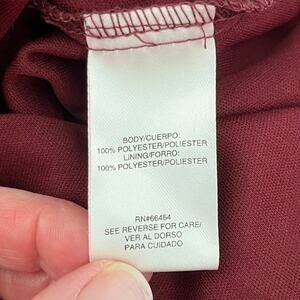 BODY/CUERPO:
100% POLYESTER/POLIESTER
LINING/FORRO:
100% POLYESTER/POLIESTER
RN#66464
SEE REVERSE FOR CARE/
VER AL DORSO
PARA CUIDADO